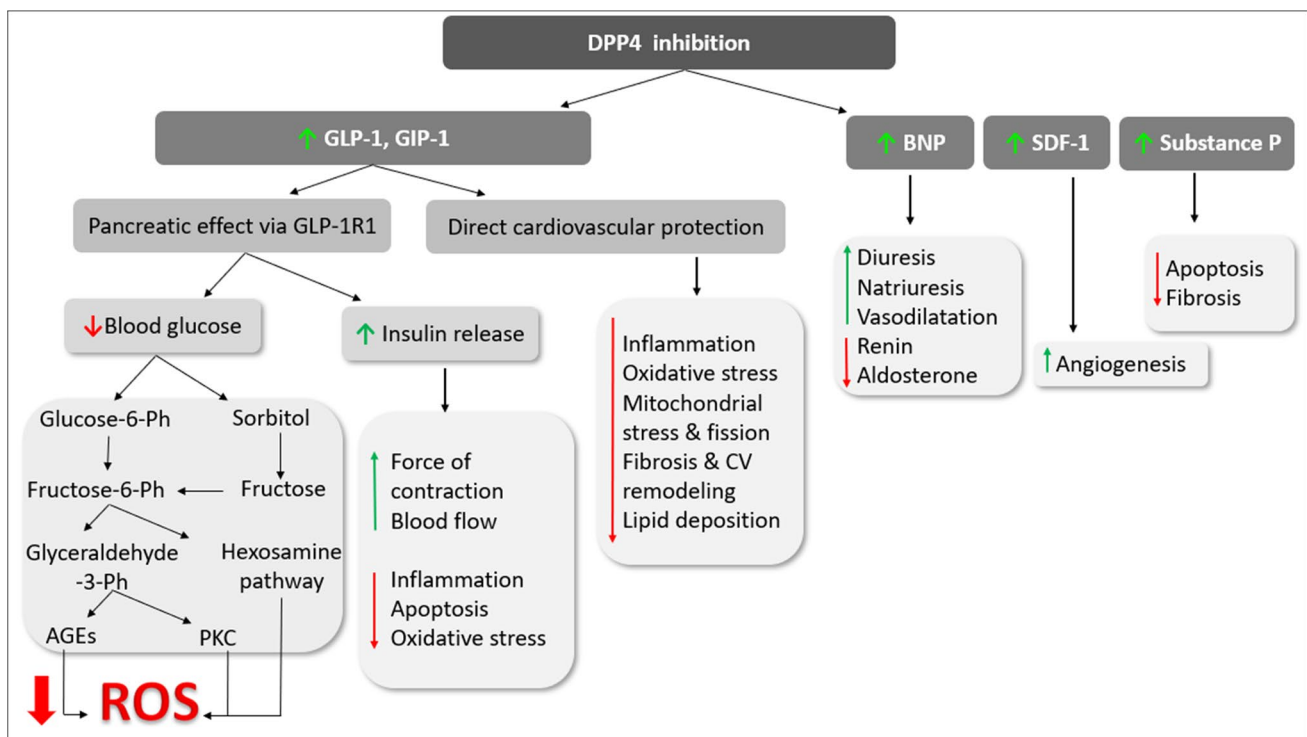 DPP4 inhibition
↑ GLP-1, GIP-1
↑ BNP
↑ SDF-1
↑ Substance P
Pancreatic effect via GLP-1R1
Direct cardiovascular protection
↓ Blood glucose
↑ Insulin release
Glucose-6-Ph
Sorbitol
Fructose-6-Ph
Fructose
Glyceraldehyde
-3-Ph
Hexosamine
pathway
AGEs
PKC
ROS
Force of
contraction
Blood flow
Inflammation
Apoptosis
Oxidative stress
Inflammation
Oxidative stress
Mitochondrial
stress & fission
Fibrosis & CV
remodeling
Lipid deposition
Diuresis
Natriuresis
Vasodilatation
Renin
Aldosterone
Angiogenesis
Apoptosis
Fibrosis